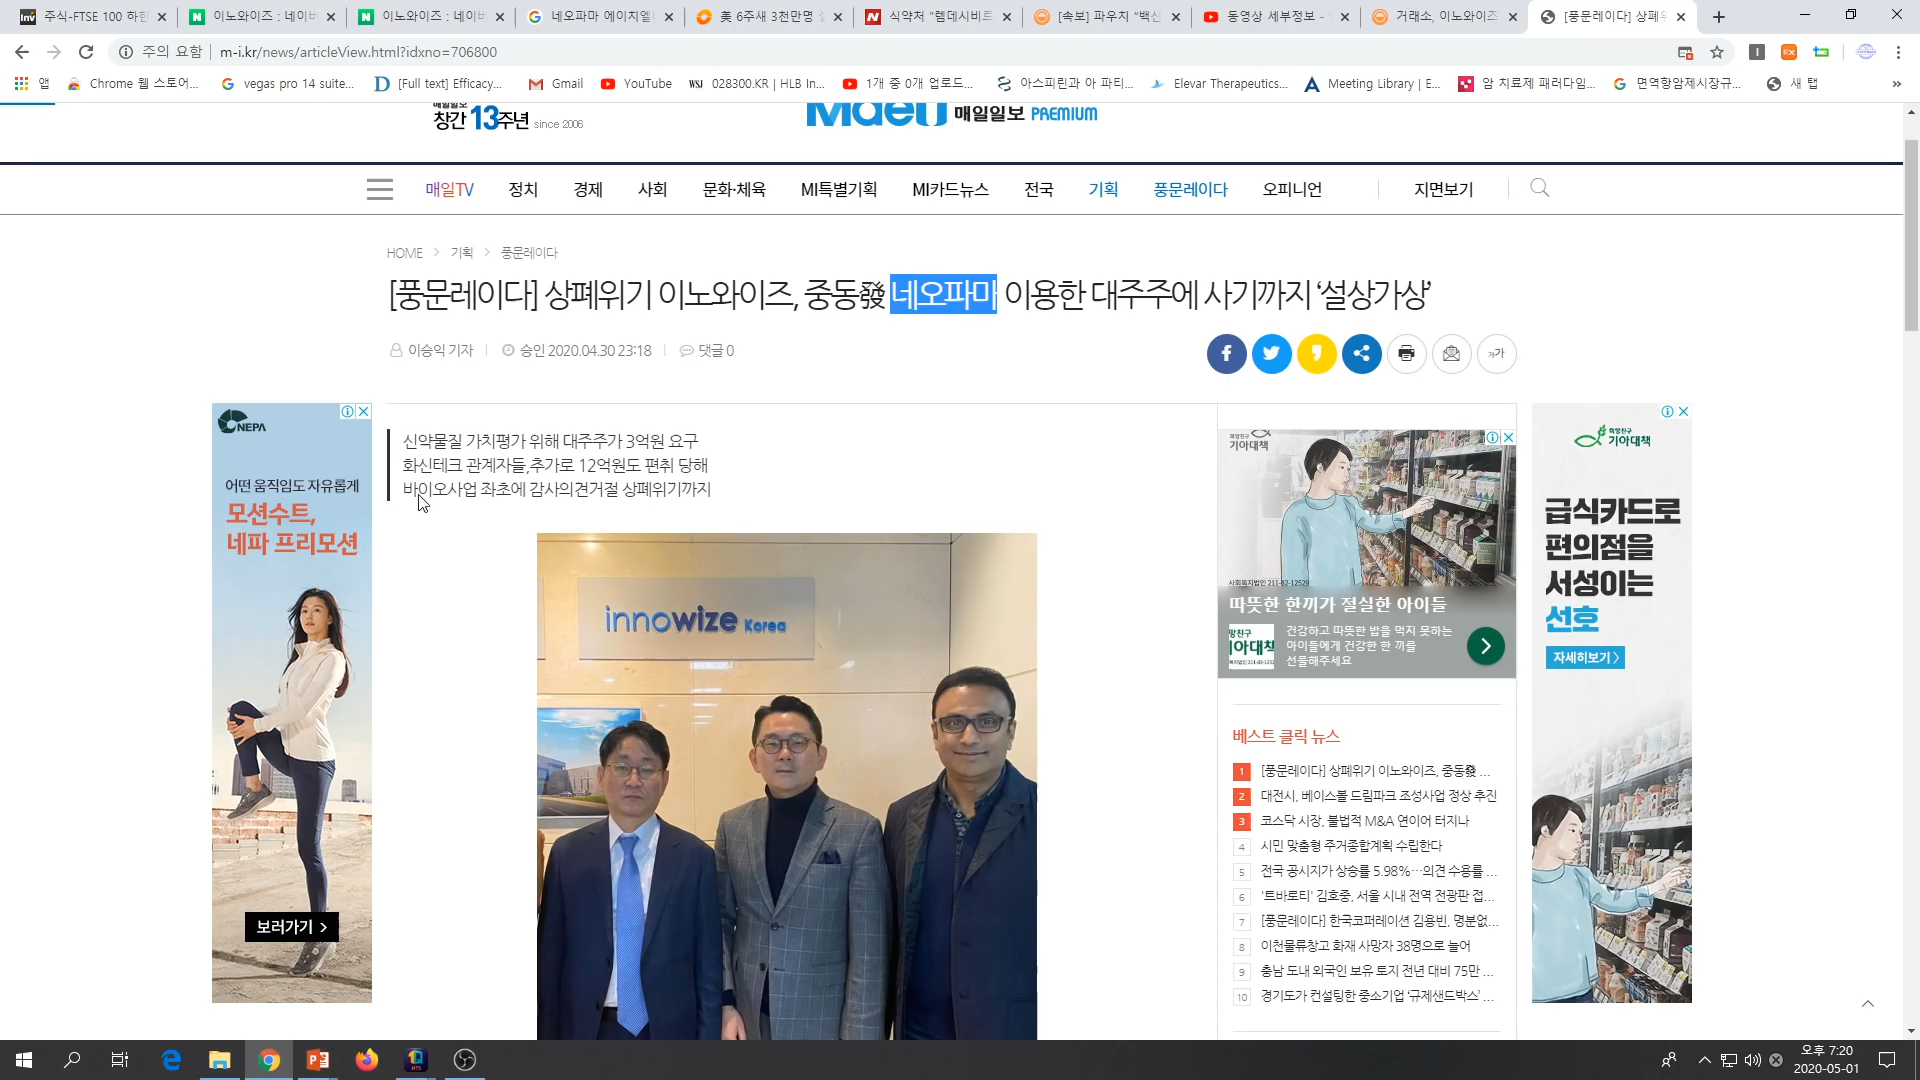 주식-FTSE 100 하한
이노와이즈 : 네이버
이노와이즈 : 네이버
네오파마 에이치엘
美 6주새 3천만명
식약처 "렘데시비르
[속보] 파우치 "백신
동영상 세부정보 -
거래소, 이노와이즈
[풍문레이다] 상폐위
주의 요함
m-i.kr/news/articleView.html?idxno=706800
앱
Chrome 웹 스토어...
vegas pro 14 suite...
[Full text] Efficacy...
Gmail
YouTube
WSJ 028300.KR | HLB In...
1개 중 0개 업로드...
아스피린과 아 파티...
Elevar Therapeutics...
Meeting Library | E...
암 치료제 패러다임...
면역항암제시장규...
새 탭
매일일보
창간 13주년 since 2006
매일일보 PREMIUM
매일TV
정치
경제
사회
문화·체육
MI특별기획
MI카드뉴스
전국
기획
풍문레이다
오피니언
지면보기
HOME > 기획 > 풍문레이다
[풍문레이다] 상폐위기 이노와이즈, 중동發 네오파마 이용한 대주주에 사기까지 ‘설상가상’
이승익 기자
승인 2020.04.30 23:18
댓글 0
가가
신약물질 가치평가 위해 대주주가 3억원 요구
화신테크 관계자들,추가로 12억원도 편취 당해
바이오사업 좌초에 감사의견거절 상폐위기까지
innowize Korea
NEPA
어떤 움직임도 자유롭게
모션수트,
네파 프리모션
보러가기 >
희망친구
기아대책
사회복지법인 211-82-12529
따뜻한 한끼가 절실한 아이들
건강하고 따뜻한 밥을 먹지 못하는
아이들에게 건강한 한 끼를
선물해주세요
베스트 클릭 뉴스
1 [풍문레이다] 상폐위기 이노와이즈, 중동發 ...
2 대전시, 베이스볼 드림파크 조성사업 정상 추진
3 코스닥 시장, 불법적 M&A 연이어 터지나
4 시민 맞춤형 주거종합계획 수립한다
5 전국 공시지가 상승률 5.98%…의견 수용률 ...
6 '트바로티' 김호중, 서울 시내 전역 전광판 접...
7 [풍문레이다] 한국코퍼레이션 김용빈, 명분없...
8 이천물류창고 화재 사망자 38명으로 늘어
9 충남 도내 외국인 보유 토지 전년 대비 75만 ...
10 경기도가 컨설팅한 중소기업 ‘규제샌드박스’ ...
희망친구
기아대책
급식카드로
편의점을
서성이는
선호
자세히보기 >
오후 7:20
2020-05-01